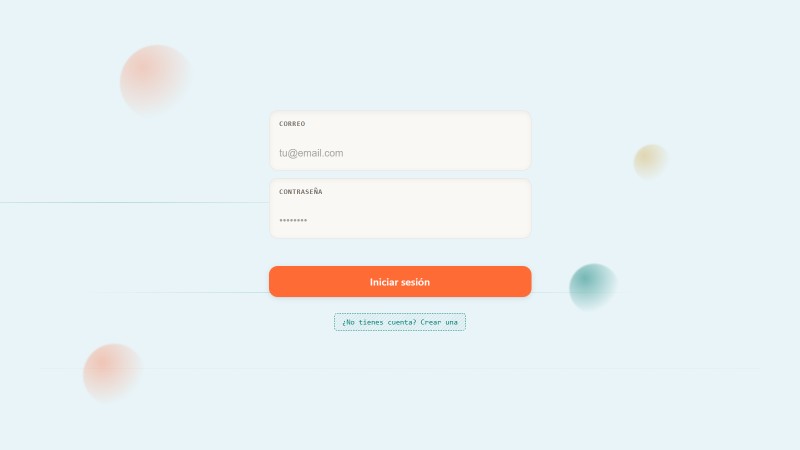 CORREO
tu@email.com
CONTRASEÑA
••••••••
Iniciar sesión
¿No tienes cuenta? Crear una